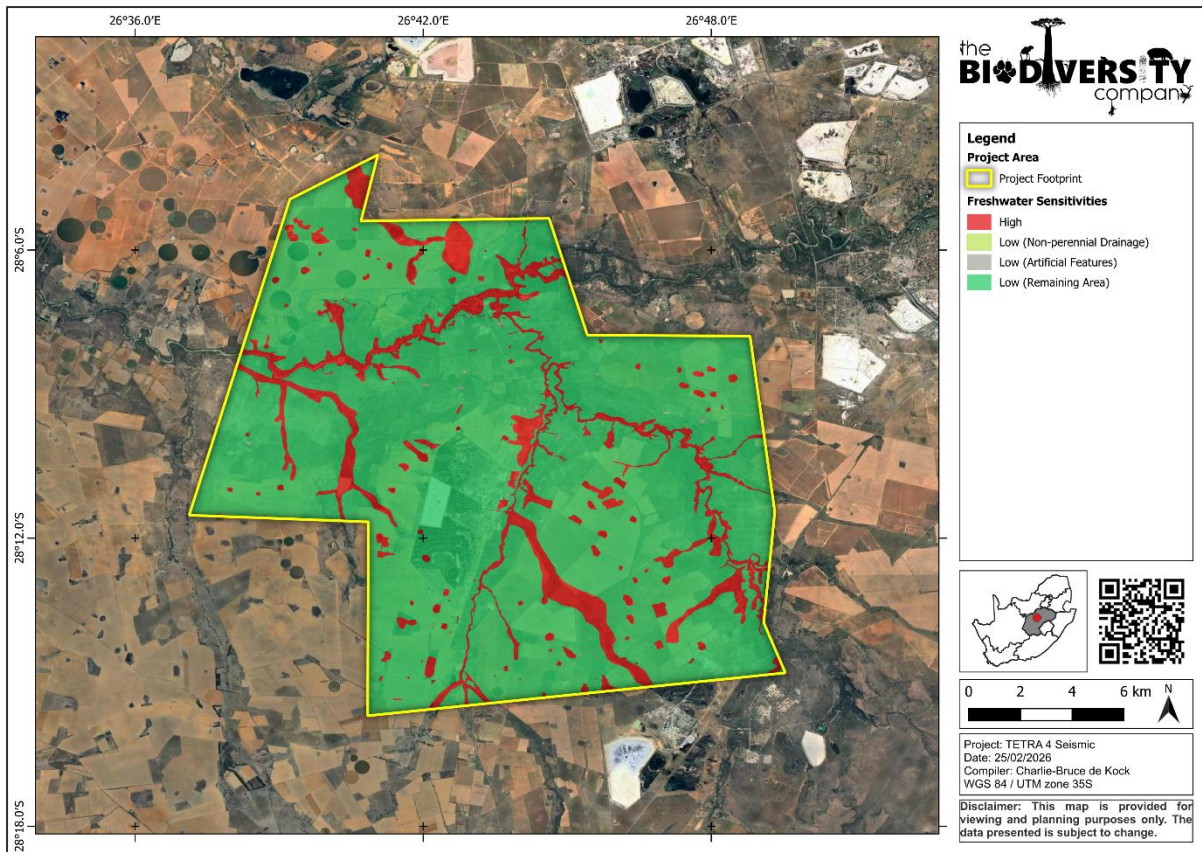 26°36.0'E
26°42.0'E
26°48.0'E
28°6.0'S
28°12.0'S
28°18.0'S
the
BIODIVERSITY
company
Legend
Project Area
Project Footprint
Freshwater Sensitivities
High
Low (Non-perennial Drainage)
Low (Artificial Features)
Low (Remaining Area)
0 2 4 6 km
N
Project: TETRA 4 Seismic
Date: 25/02/2026
Compiler: Charlie-Bruce de Kock
WGS 84 / UTM zone 35S
Disclaimer: This map is provided for
viewing and planning purposes only. The
data presented is subject to change.